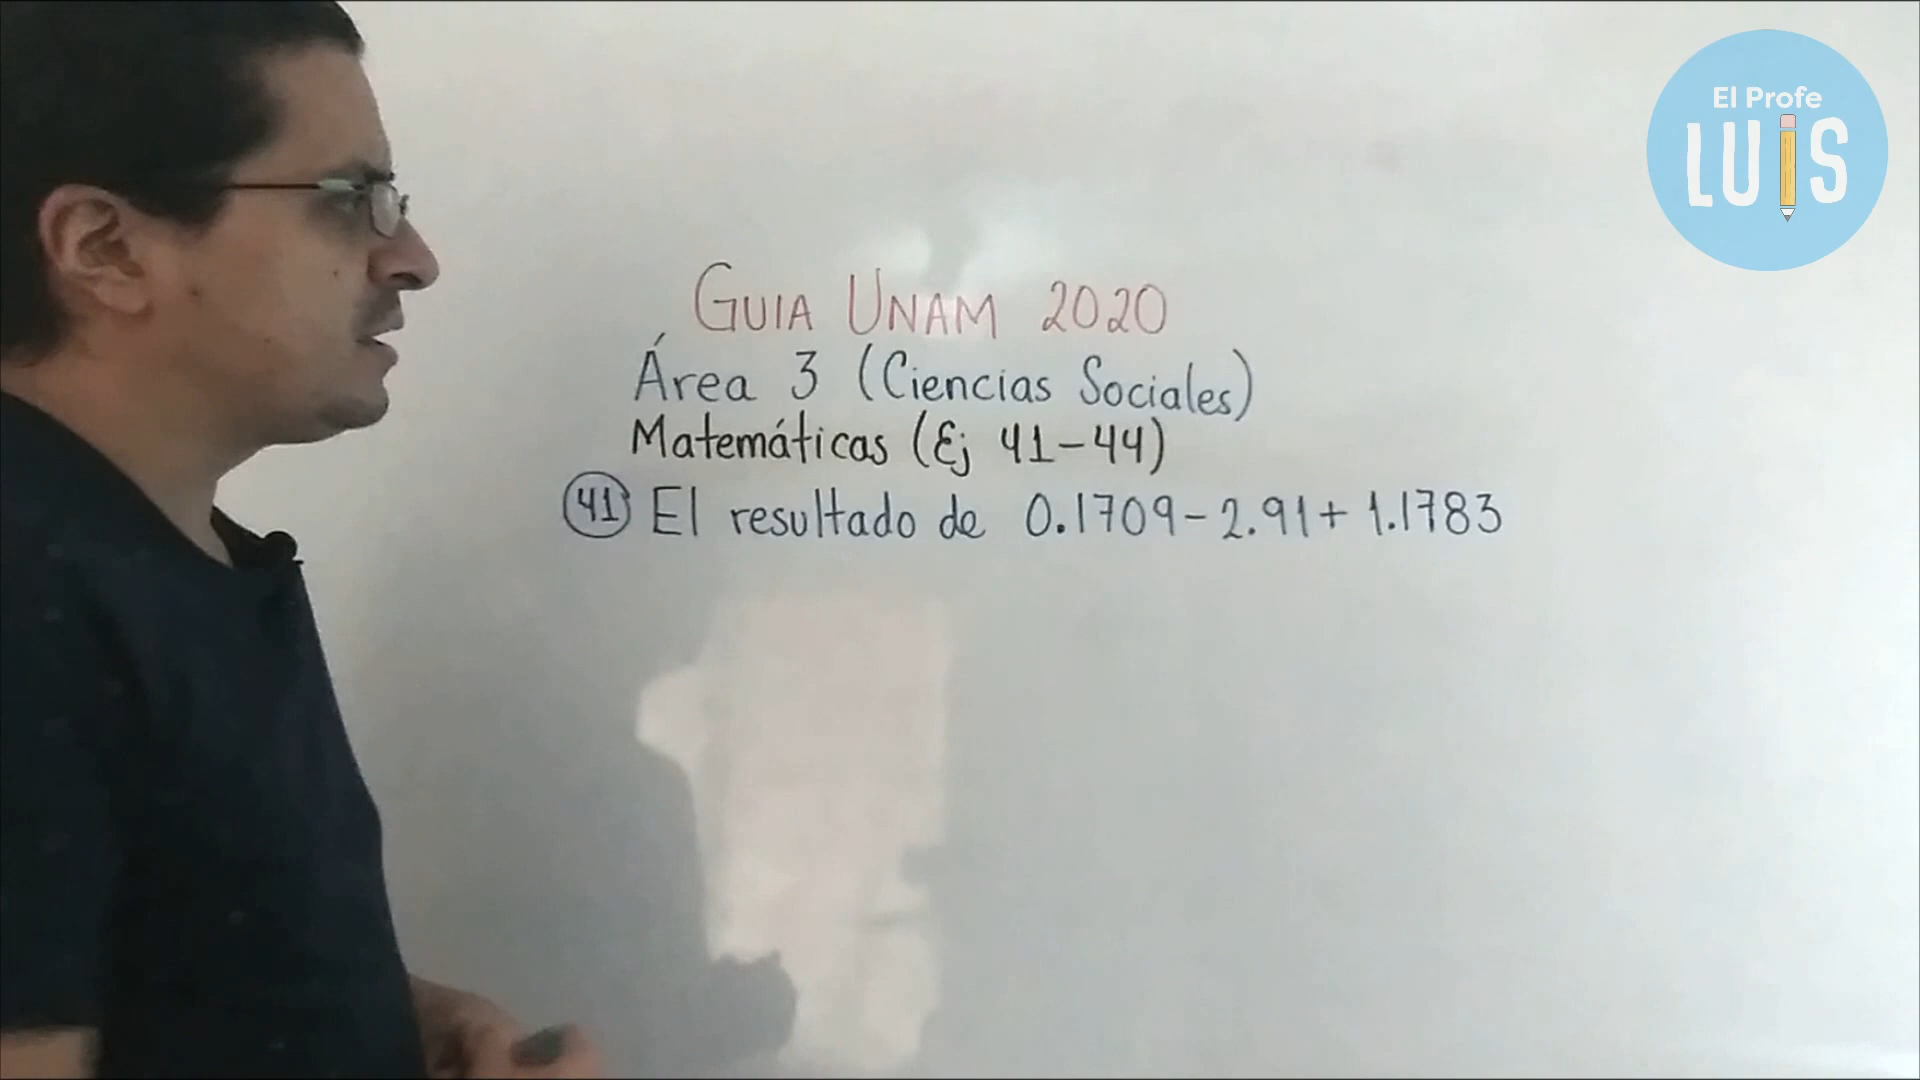 El Profe
LUIS
GUIA UNAM 2020
Área 3 (Ciencias Sociales)
Matemáticas (Ej 41-44)
41 El resultado de 0.1709-2.91+1.1783